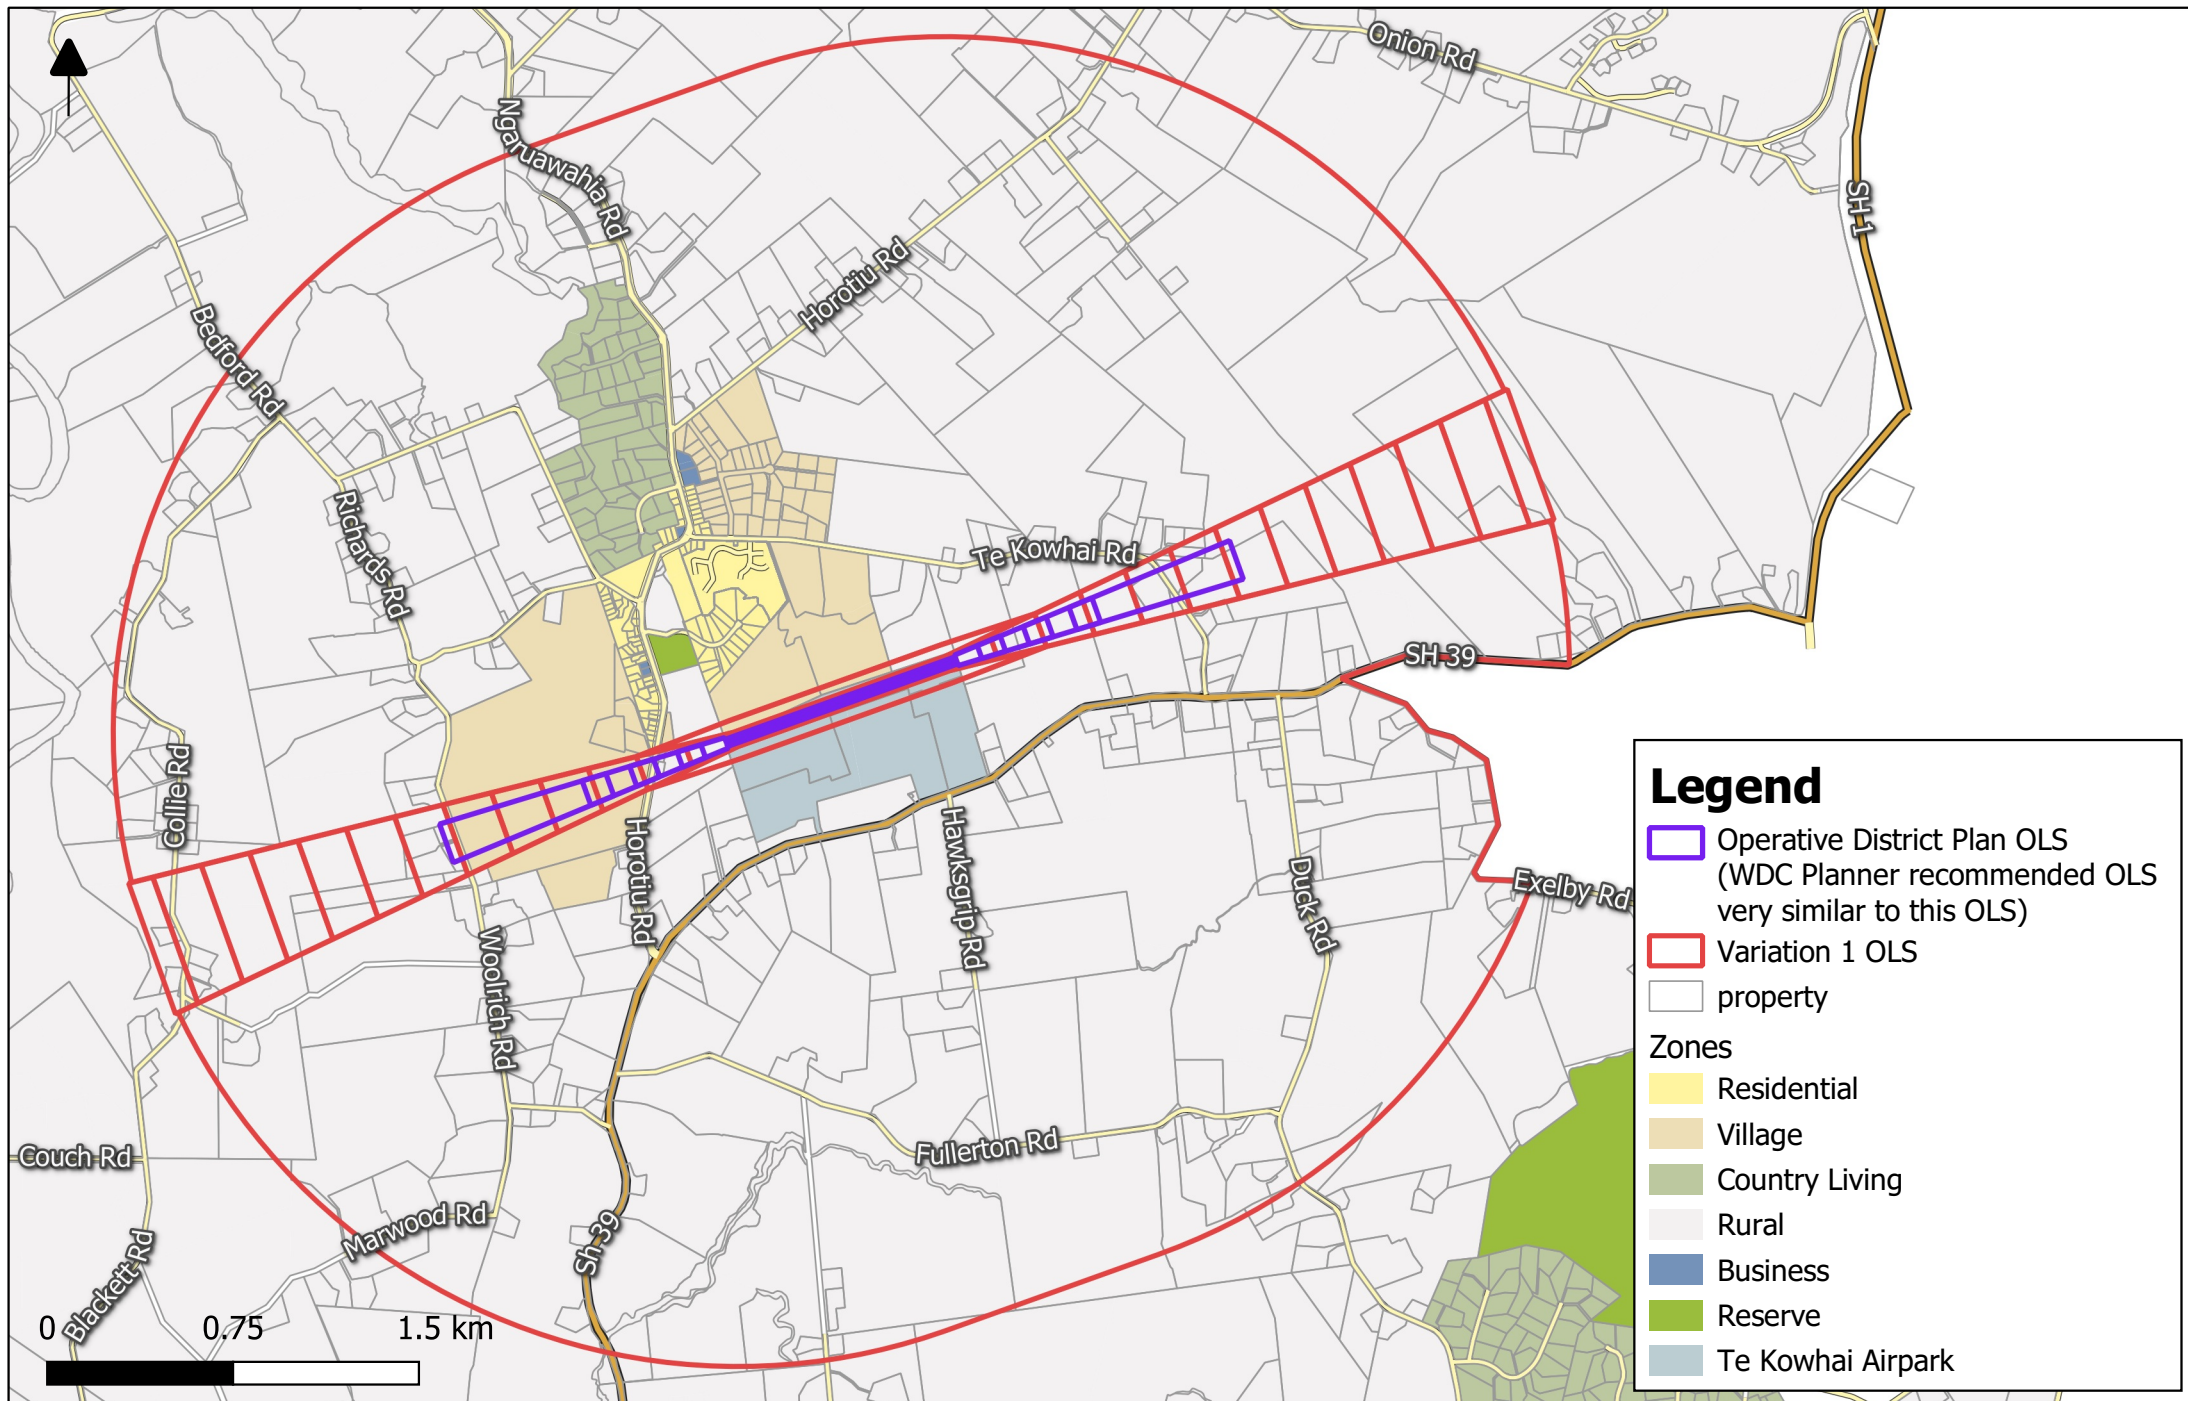 Onion Rd
Ngaruawahia Rd
SH 1
Horotiu Rd
Bedford Rd
Richards Rd
Te Kowhai Rd
SH 39
Collie Rd
Horotiu Rd
Hawksgrip Rd
Duck Rd
Exelby Rd
Woolrich Rd
Couch Rd
Fullerton Rd
Marwood Rd
Sh 39
Blackett Rd
0 0.75 1.5 km
Legend
Operative District Plan OLS
(WDC Planner recommended OLS
very similar to this OLS)
Variation 1 OLS
property
Zones
Residential
Village
Country Living
Rural
Business
Reserve
Te Kowhai Airpark